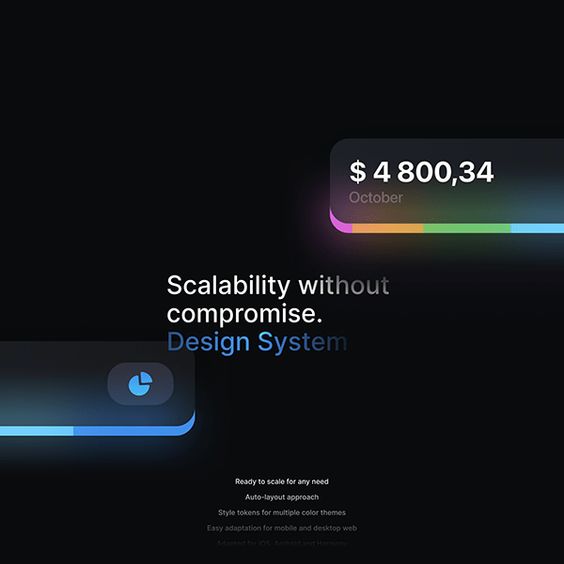 $ 4 800,34
October
Scalability without
compromise.
Design System
Ready to scale for any need
Auto-layout approach
Style tokens for multiple color themes
Easy adaptation for mobile and desktop web
Adapted for iOS, Android and Harmony